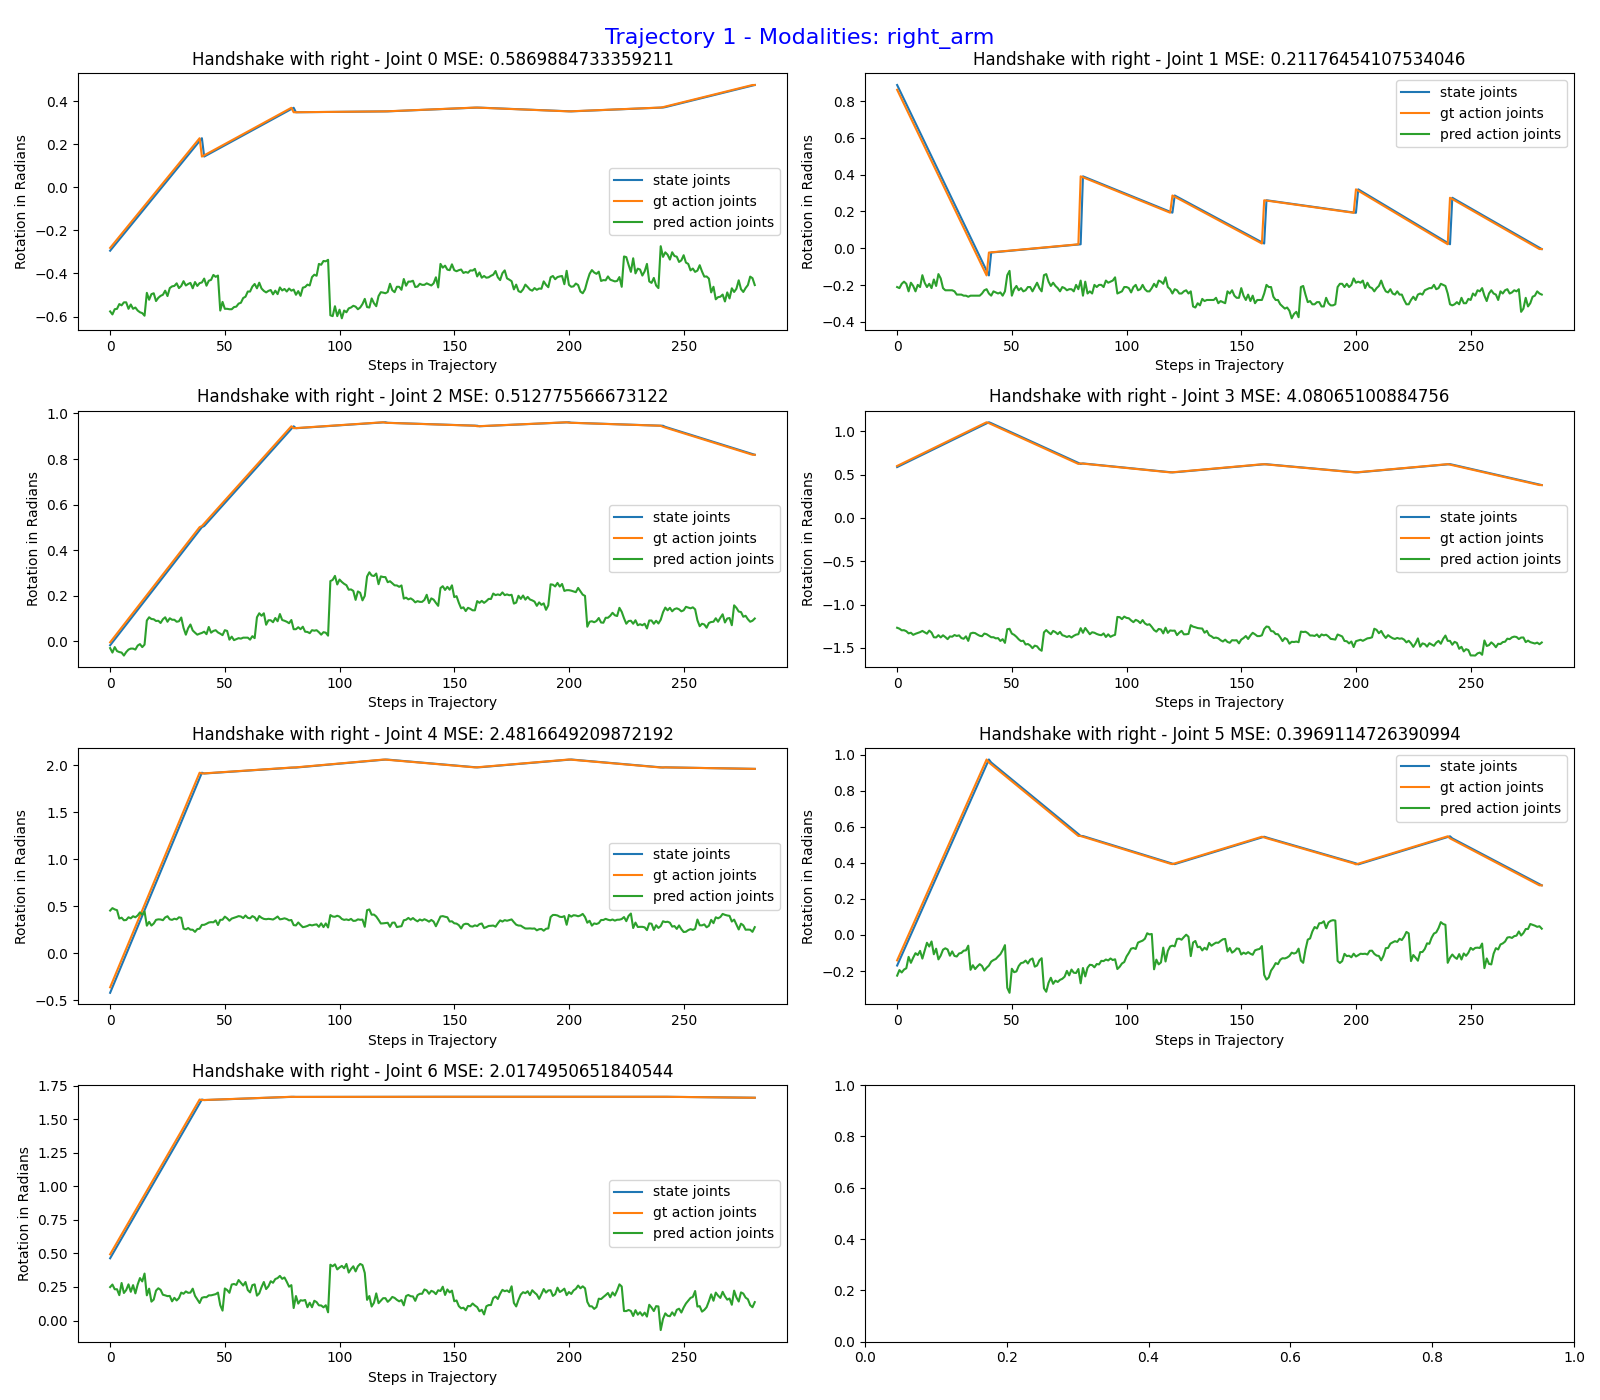 Trajectory 1 - Modalities: right_arm
Handshake with right - Joint 0 MSE: 0.5869884733359211
Rotation in Radians
0.4
0.2
0.0
−0.2
−0.4
−0.6
state joints
gt action joints
pred action joints
0 50 100 150 200 250
Steps in Trajectory
Handshake with right - Joint 1 MSE: 0.21176454107534046
Rotation in Radians
0.8
0.6
0.4
0.2
0.0
−0.2
−0.4
state joints
gt action joints
pred action joints
0 50 100 150 200 250
Steps in Trajectory
Handshake with right - Joint 2 MSE: 0.512775566673122
Rotation in Radians
1.0
0.8
0.6
0.4
0.2
0.0
state joints
gt action joints
pred action joints
0 50 100 150 200 250
Steps in Trajectory
Handshake with right - Joint 3 MSE: 4.08065100884756
Rotation in Radians
1.0
0.5
0.0
−0.5
−1.0
−1.5
state joints
gt action joints
pred action joints
0 50 100 150 200 250
Steps in Trajectory
Handshake with right - Joint 4 MSE: 2.4816649209872192
Rotation in Radians
2.0
1.5
1.0
0.5
0.0
−0.5
state joints
gt action joints
pred action joints
0 50 100 150 200 250
Steps in Trajectory
Handshake with right - Joint 5 MSE: 0.3969114726390994
Rotation in Radians
1.0
0.8
0.6
0.4
0.2
0.0
−0.2
state joints
gt action joints
pred action joints
0 50 100 150 200 250
Steps in Trajectory
Handshake with right - Joint 6 MSE: 2.0174950651840544
Rotation in Radians
1.75
1.50
1.25
1.00
0.75
0.50
0.25
0.00
state joints
gt action joints
pred action joints
0 50 100 150 200 250
Steps in Trajectory
1.0
0.8
0.6
0.4
0.2
0.0
0.0 0.2 0.4 0.6 0.8 1.0